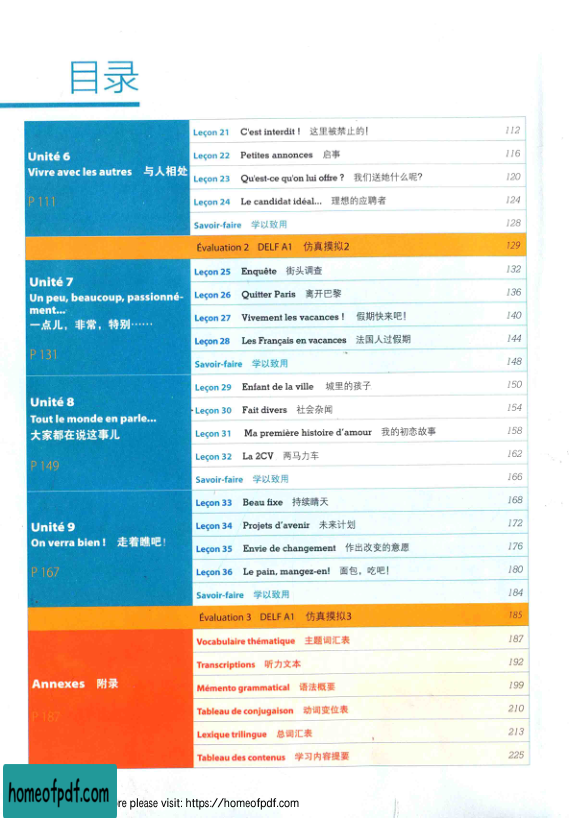 目录
Unité 6
Vivre avec les autres 与人相处
P 111
Leçon 21 C'est interdit ! 这里被禁止的! 112
Leçon 22 Petites annonces 启事 116
Leçon 23 Qu'est-ce qu'on lui offre ? 我们送她什么呢? 120
Leçon 24 Le candidat idéal... 理想的应聘者 124
Savoir-faire 学以致用 128
Évaluation 2 DELF A1 仿真摸拟2 129
Unité 7
Un peu, beaucoup, passionné-
ment...
一点儿，非常，特别……
P 131
Leçon 25 Enquête 街头调查 132
Leçon 26 Quitter Paris 离开巴黎 136
Leçon 27 Vivement les vacances ! 假期快来吧! 140
Leçon 28 Les Français en vacances 法国人过假期 144
Savoir-faire 学以致用 148
Unité 8
Tout le monde en parle...
大家都在说这事儿
P 149
Leçon 29 Enfant de la ville 城里的孩子 150
Leçon 30 Fait divers 社会杂闻 154
Leçon 31 Ma première histoire d'amour 我的初恋故事 158
Leçon 32 La 2CV 两马力车 162
Savoir-faire 学以致用 166
Unité 9
On verra bien ! 走着瞧吧!
P 167
Leçon 33 Beau fixe 持续晴天 168
Leçon 34 Projets d'avenir 未来计划 172
Leçon 35 Envie de changement 作出改变的意愿 176
Leçon 36 Le pain, mangez-en! 面包，吃吧! 180
Savoir-faire 学以致用 184
Évaluation 3 DELF A1 仿真摸拟3 185
Annexes 附录
P 187
Vocabulaire thématique 主题词汇表 187
Transcriptions 听力文本 192
Mémento grammatical 语法概要 199
Tableau de conjugaison 动词变位表 210
Lexique trilingue 总词汇表 213
Tableau des contenus 学习内容提要 225
homeofpdf.com
re please visit: https://homeofpdf.com